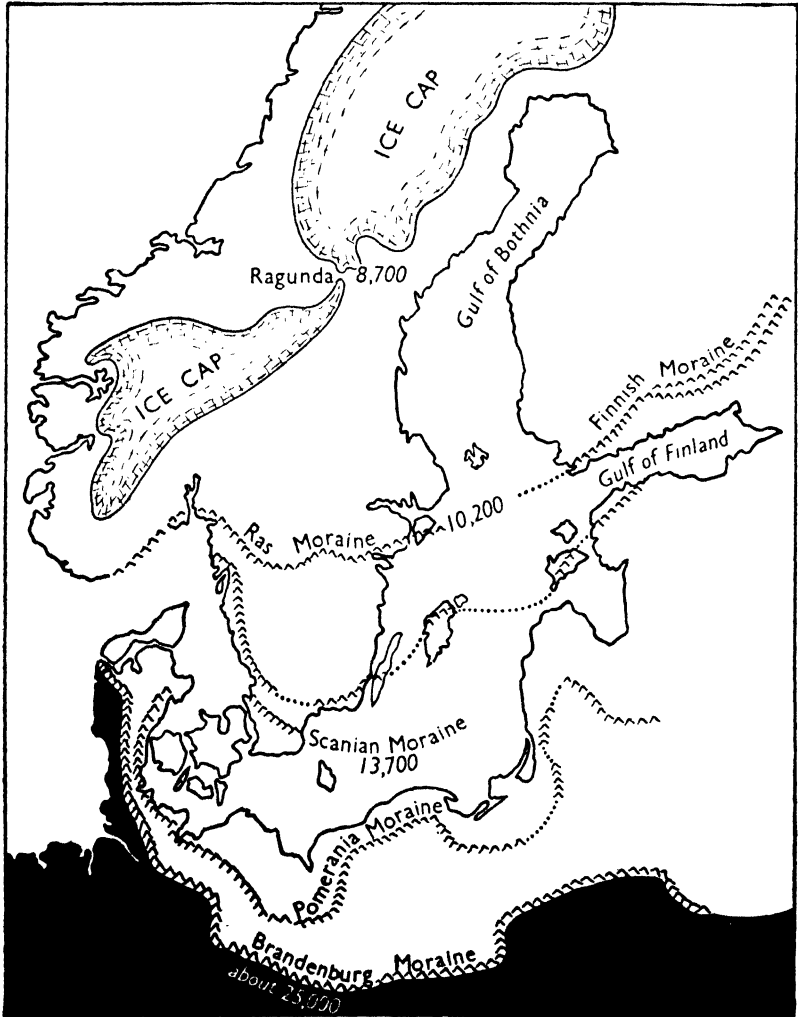 ICE CAP
Gulf of Bothnia
Ragunda 8,700
ICE CAP
Finnish Moraine
Gulf of Finland
Ras Moraine 10,200
Scanian Moraine
13,700
Pomerania Moraine
Brandenburg Moraine
about 25,000